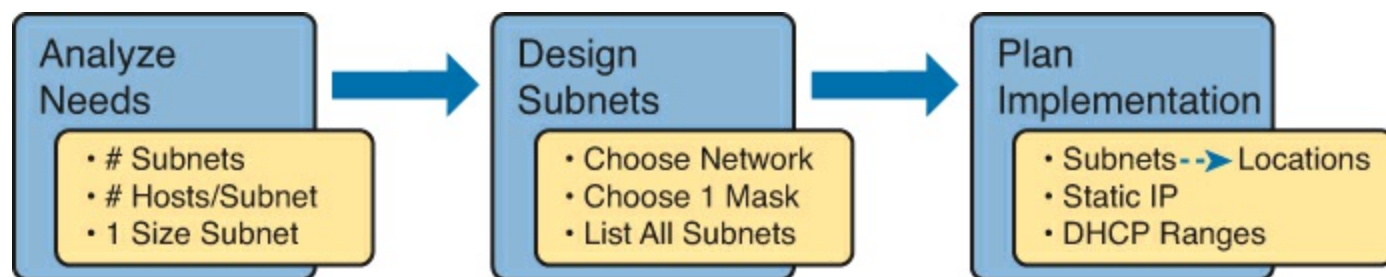 Analyze
Needs
• # Subnets
• # Hosts/Subnet
• 1 Size Subnet
Design
Subnets
• Choose Network
• Choose 1 Mask
• List All Subnets
Plan
Implementation
• Subnets Locations
• Static IP
• DHCP Ranges